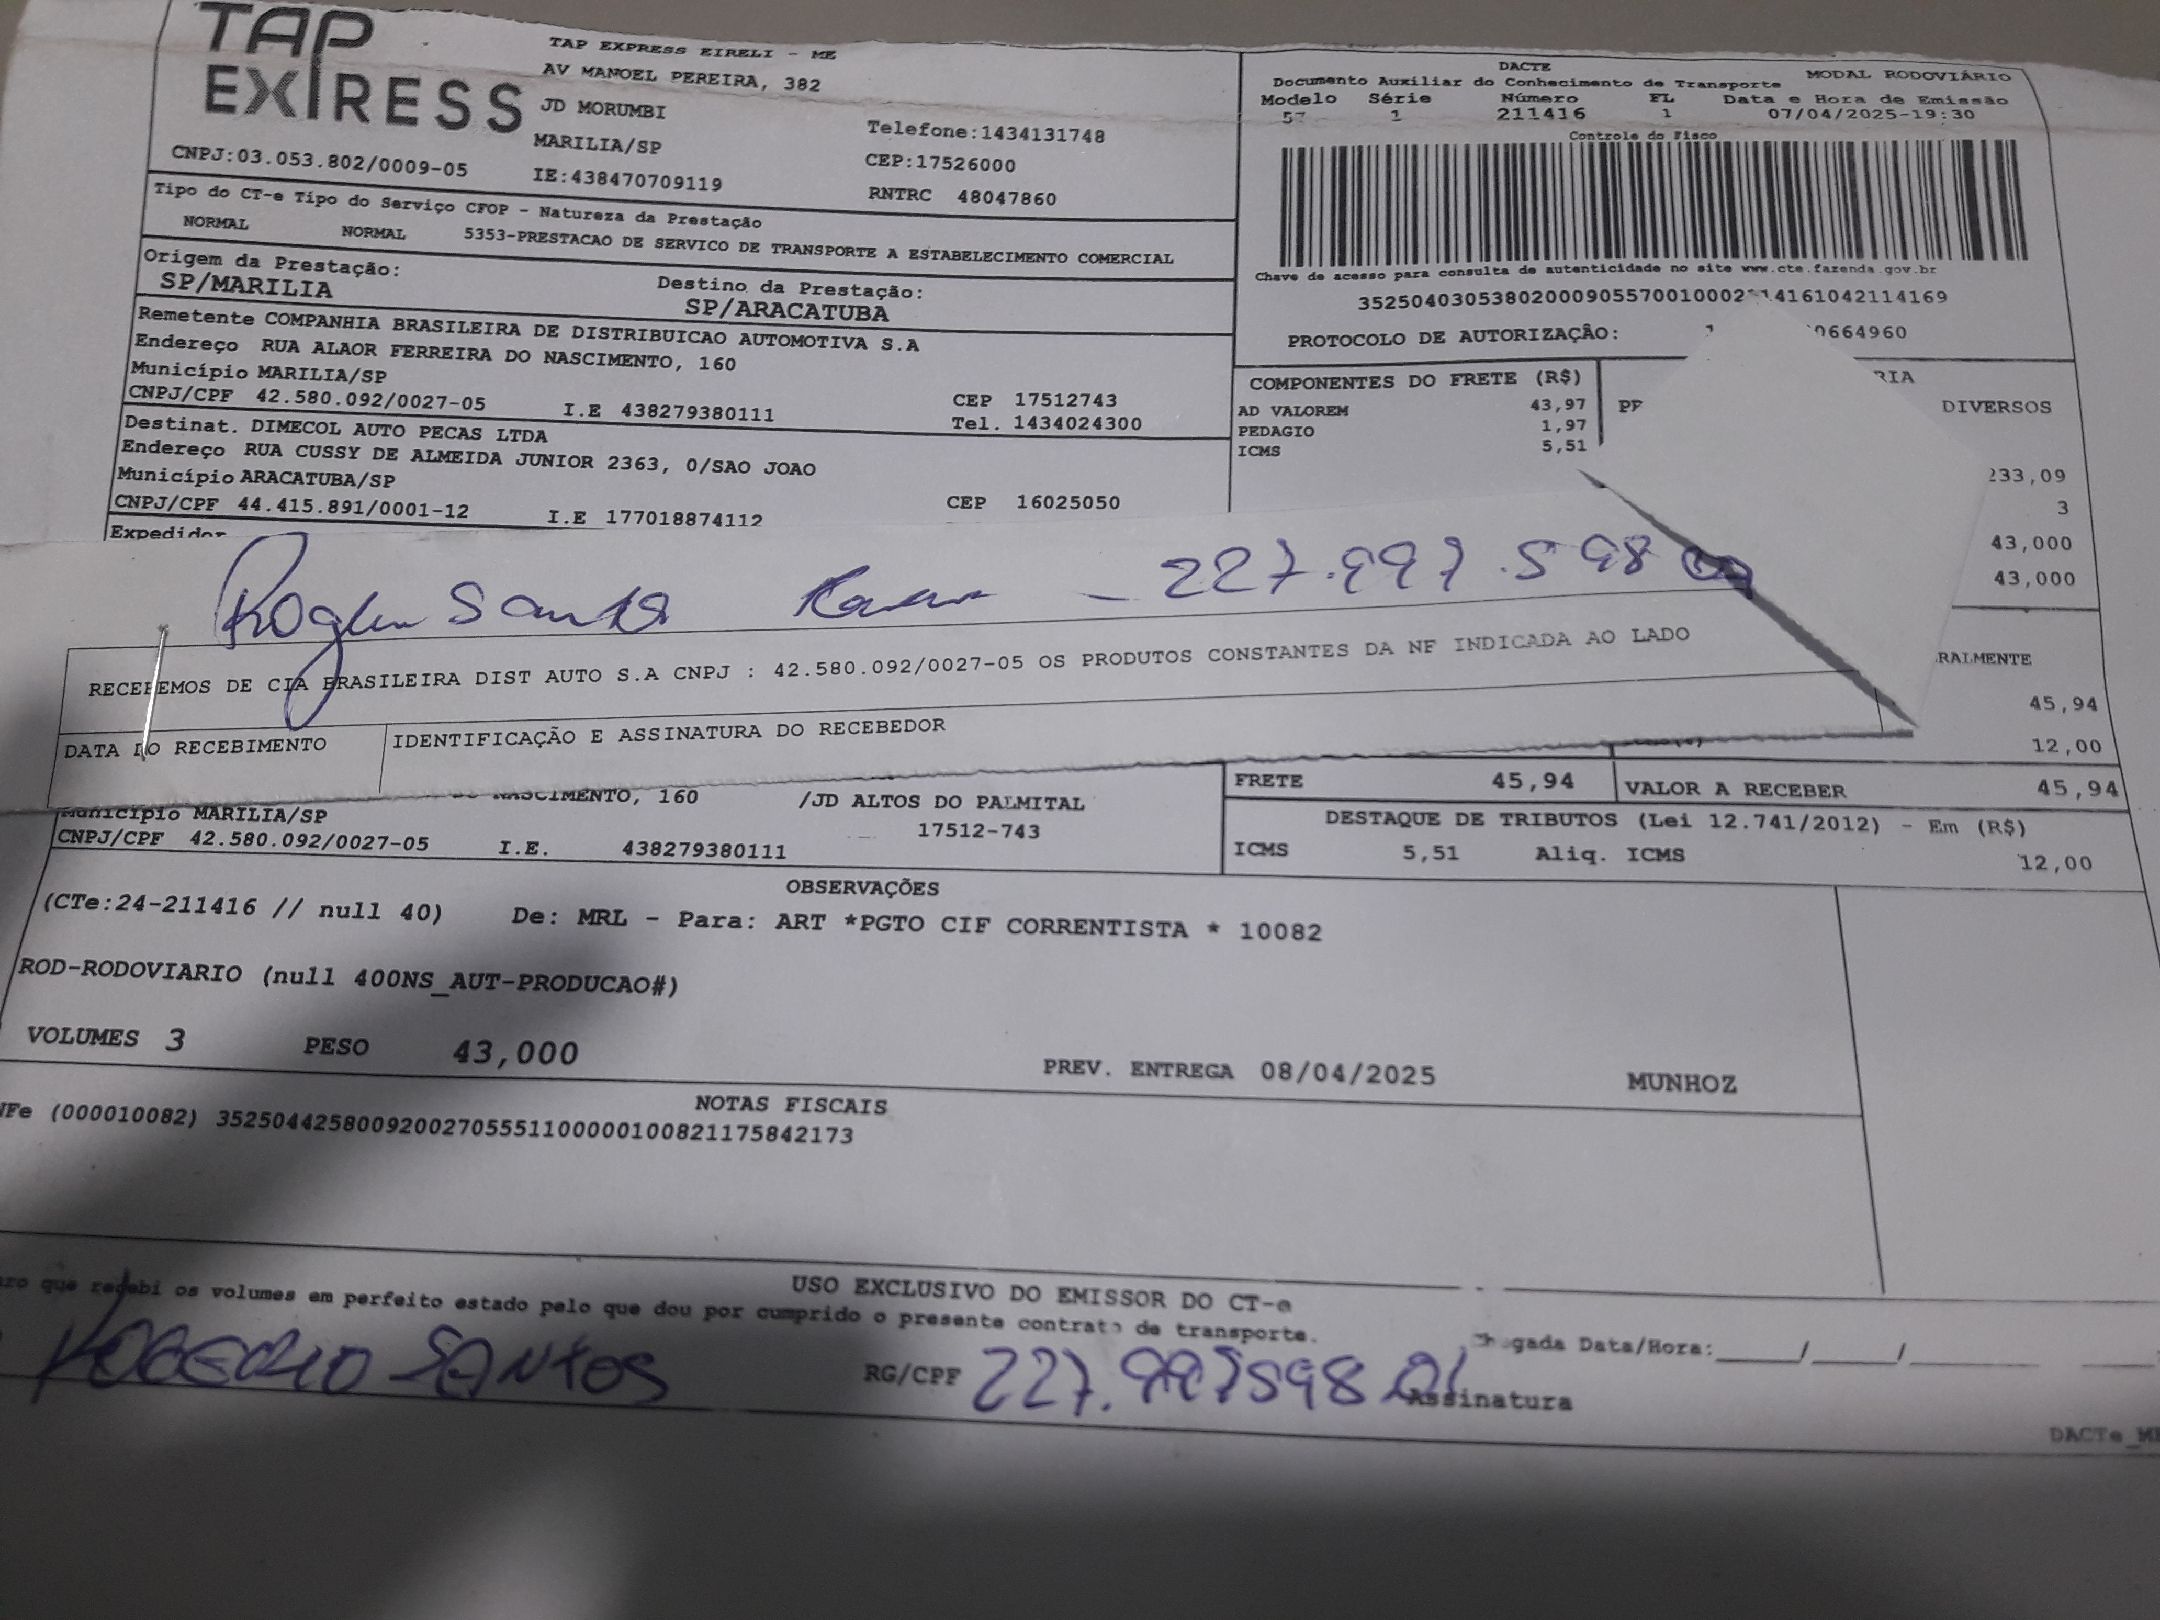 TAP
EXPRESS
TAP EXPRESS EIRELI - ME
AV MANOEL PEREIRA, 382
JD MORUMBI
MARILIA/SP
Telefone:1434131748
CEP:17526000
CNPJ:03.053.802/0009-05
IE:438470709119
RNTRC 48047860
DACTE
MODAL RODOVIÁRIO
Documento Auxiliar do Conhecimento de Transporte
Modelo Série Número FL Data e Hora de Emissão
57 1 211416 1 07/04/2025-19:30
Controle do Fisco
Chave de acesso para consulta de autenticidade no site www.cte.fazenda.gov.br
PROTOCOLO DE AUTORIZAÇÃO:
Tipo do CT-e Tipo do Serviço CFOP - Natureza da Prestação
NORMAL NORMAL 5353-PRESTACAO DE SERVICO DE TRANSPORTE A ESTABELECIMENTO COMERCIAL
Origem da Prestação: Destino da Prestação:
SP/MARILIA SP/ARACATUBA
Remetente COMPANHIA BRASILEIRA DE DISTRIBUICAO AUTOMOTIVA S.A
Endereço RUA ALAOR FERREIRA DO NASCIMENTO, 160
Município MARILIA/SP CEP 17512743
CNPJ/CPF 42.580.092/0027-05 I.E 438279380111 Tel. 1434024300
Destinat. DIMECOL AUTO PECAS LTDA
Endereço RUA CUSSY DE ALMEIDA JUNIOR 2363, 0/SAO JOAO
Município ARACATUBA/SP
CNPJ/CPF 44.415.891/0001-12 I.E 177018874112 CEP 16025050
Expedidor
COMPONENTES DO FRETE (R$)
AD VALOREM 43,97
PEDAGIO 1,97
ICMS 5,51
DIVERSOS
233,09
3
43,000
43,000
RALMENTE
45,94
12,00
RECEBEMOS DE CIA BRASILEIRA DIST AUTO S.A CNPJ : 42.580.092/0027-05 OS PRODUTOS CONSTANTES DA NF INDICADA AO LADO
DATA DO RECEBIMENTO IDENTIFICAÇÃO E ASSINATURA DO RECEBEDOR
NASCIMENTO, 160 /JD ALTOS DO PALMITAL
Município MARILIA/SP 17512-743
CNPJ/CPF 42.580.092/0027-05 I.E. 438279380111
FRETE 45,94 VALOR A RECEBER 45,94
DESTAQUE DE TRIBUTOS (Lei 12.741/2012) - Em (R$)
ICMS 5,51 Aliq. ICMS 12,00
OBSERVAÇÕES
(CTe:24-211416 // null 40) De: MRL - Para: ART *PGTO CIF CORRENTISTA * 10082
ROD-RODOVIARIO (null 400NS_AUT-PRODUCAO#)
VOLUMES 3 PESO 43,000 PREV. ENTREGA 08/04/2025 MUNHOZ
NOTAS FISCAIS
NFe (000010082) 35250442580092002705551100000100821175842173
USO EXCLUSIVO DO EMISSOR DO CT-e
que recebi os volumes em perfeito estado pelo que dou por cumprido o presente contrato de transporte.
Chegada Data/Hora:____/____/____
ROGERIO SANTOS RG/CPF
Assinatura